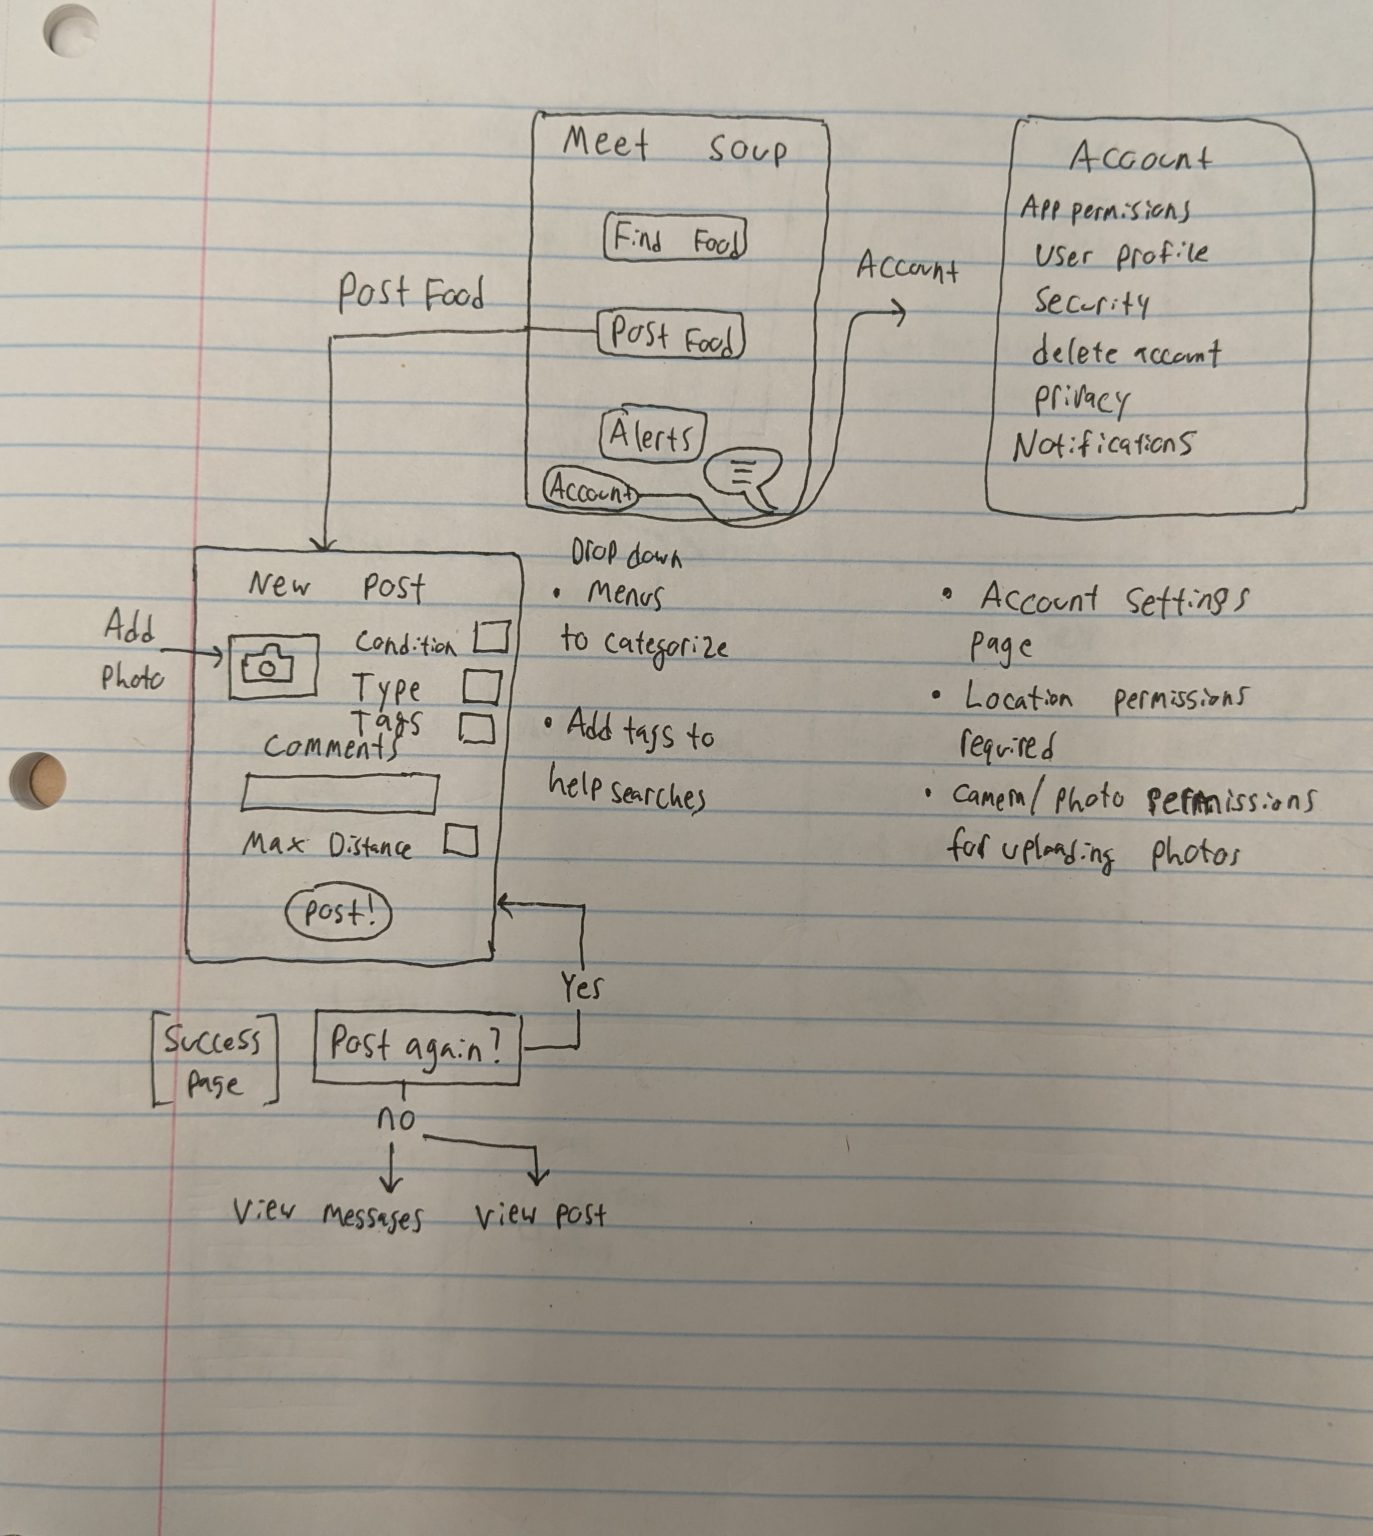 Meet Soup
Find Food
Post Food
Alerts
Account
Post Food
Account
Account
App permisions
User profile
Security
delete account
privacy
Notifications
New Post
Add
Photo
Condition
Type
Tags
Comments
Max Distance
Post!
Drop down
• Menus
to categorize
• Add tags to
help searches
• Account Settings
page
• Location permissions
required
• Camera/photo permissions
for uploading photos
Yes
Success
Page
Post again?
no
View messages
View post